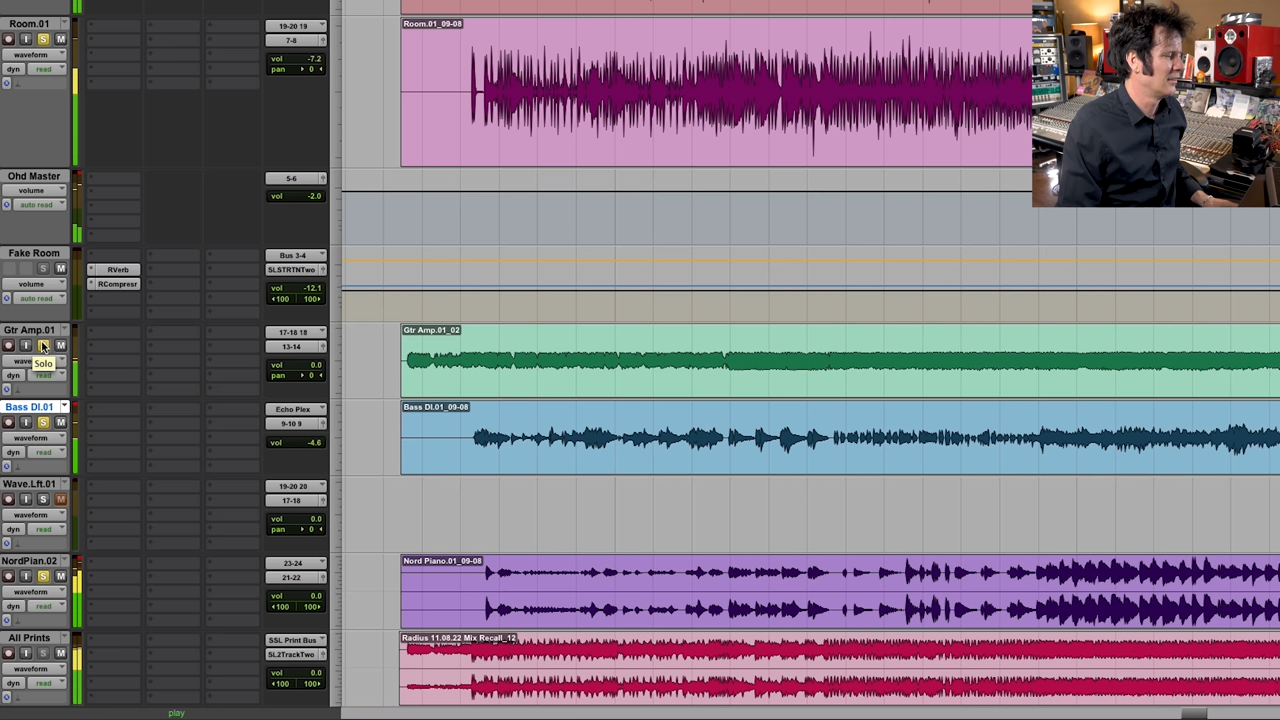 Room.01
I S M
waveform
dyn read
19-20 19
7-8
vol -7.2
pan 0
Room.01_09-08
Ohd Master
volume
auto read
5-6
vol -2.0
Fake Room
S M
volume
auto read
RVerb
RCompresr
Bus 3-4
SLSTRTNTwo
vol -12.1
100 100
Gtr Amp.01
I M
Solo
dyn read
17-18 18
13-14
vol 0.0
pan 0
Gtr Amp.01_02
Bass DI.01
I S M
waveform
dyn read
Echo Plex
9-10 9
vol -4.6
Bass DI.01_09-08
Wave.Lft.01
I S M
waveform
dyn read
19-20 20
17-18
vol 0.0
pan 0
NordPian.02
I S M
waveform
dyn read
23-24
21-22
vol 0.0
100 100
Nord Piano.01_09-08
All Prints
I S M
waveform
dyn read
SSL Print Bus
SL2TrackTwo
vol 0.0
100 100
Radius 11.08.22 Mix Recall_12
play